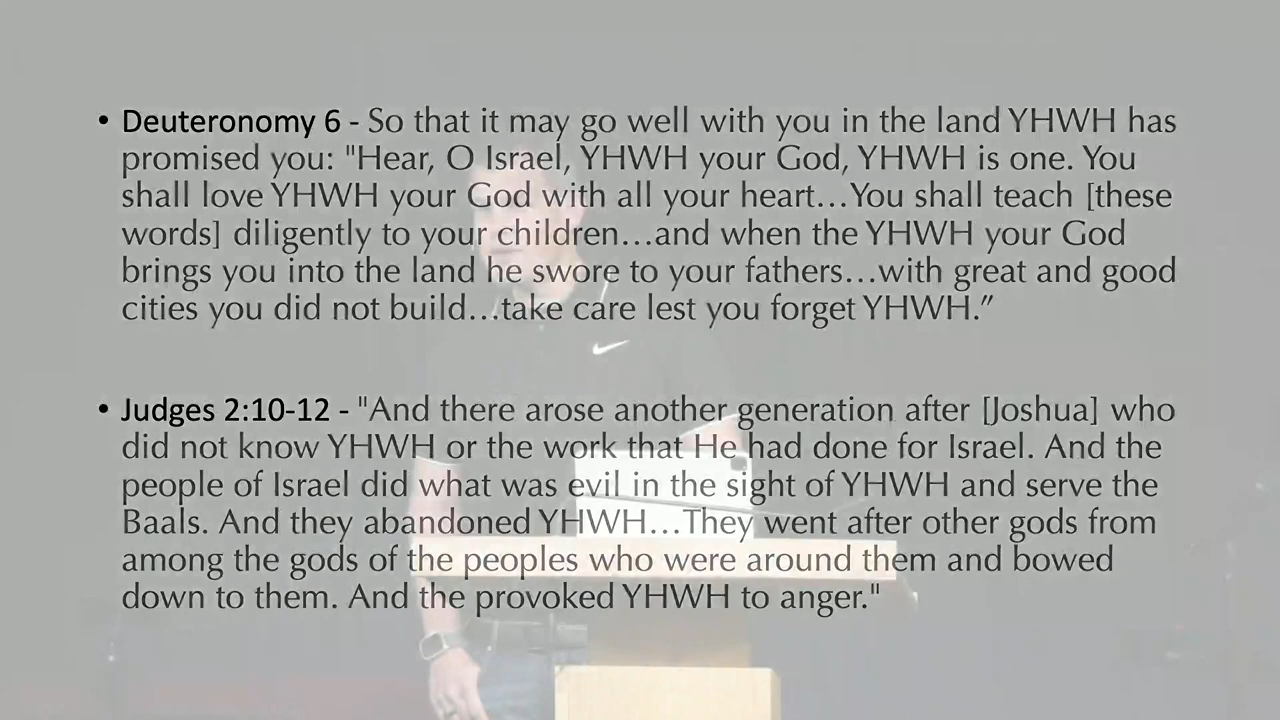 • Deuteronomy 6 - So that it may go well with you in the land YHWH has
promised you: "Hear, O Israel, YHWH your God, YHWH is one. You
shall love YHWH your God with all your heart…You shall teach [these
words] diligently to your children…and when the YHWH your God
brings you into the land he swore to your fathers…with great and good
cities you did not build…take care lest you forget YHWH.”
• Judges 2:10-12 - "And there arose another generation after [Joshua] who
did not know YHWH or the work that He had done for Israel. And the
people of Israel did what was evil in the sight of YHWH and serve the
Baals. And they abandoned YHWH…They went after other gods from
among the gods of the peoples who were around them and bowed
down to them. And the provoked YHWH to anger."